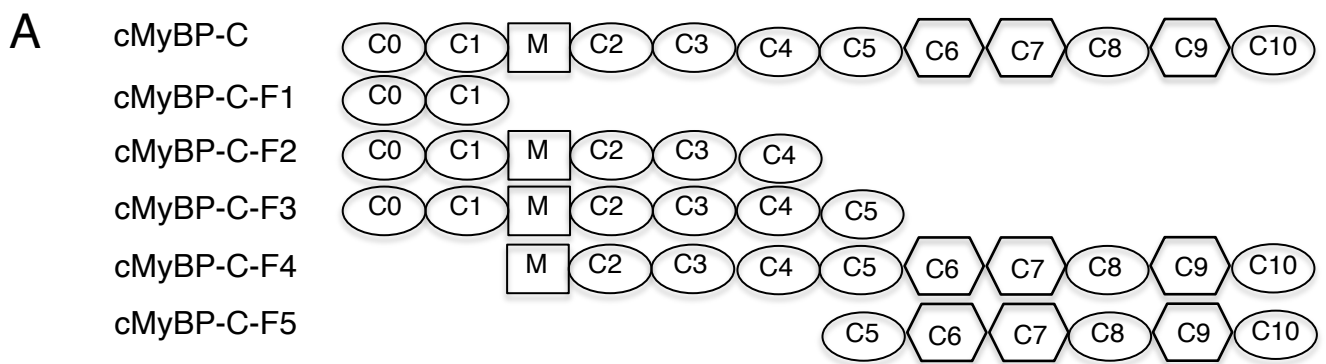 A
cMyBP-C C0 C1 M C2 C3 C4 C5 C6 C7 C8 C9 C10
cMyBP-C-F1 C0 C1
cMyBP-C-F2 C0 C1 M C2 C3 C4
cMyBP-C-F3 C0 C1 M C2 C3 C4 C5
cMyBP-C-F4 M C2 C3 C4 C5 C6 C7 C8 C9 C10
cMyBP-C-F5 C5 C6 C7 C8 C9 C10